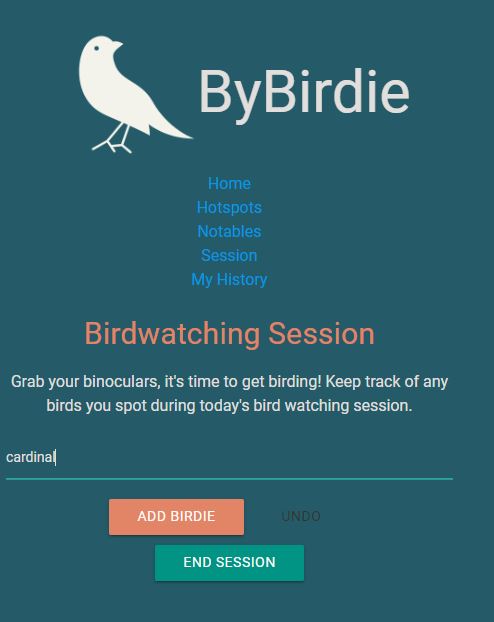 ByBirdie
Home
Hotspots
Notables
Session
My History
Birdwatching Session
Grab your binoculars, it's time to get birding! Keep track of any
birds you spot during today's bird watching session.
cardinal
ADD BIRDIE UNDO
END SESSION